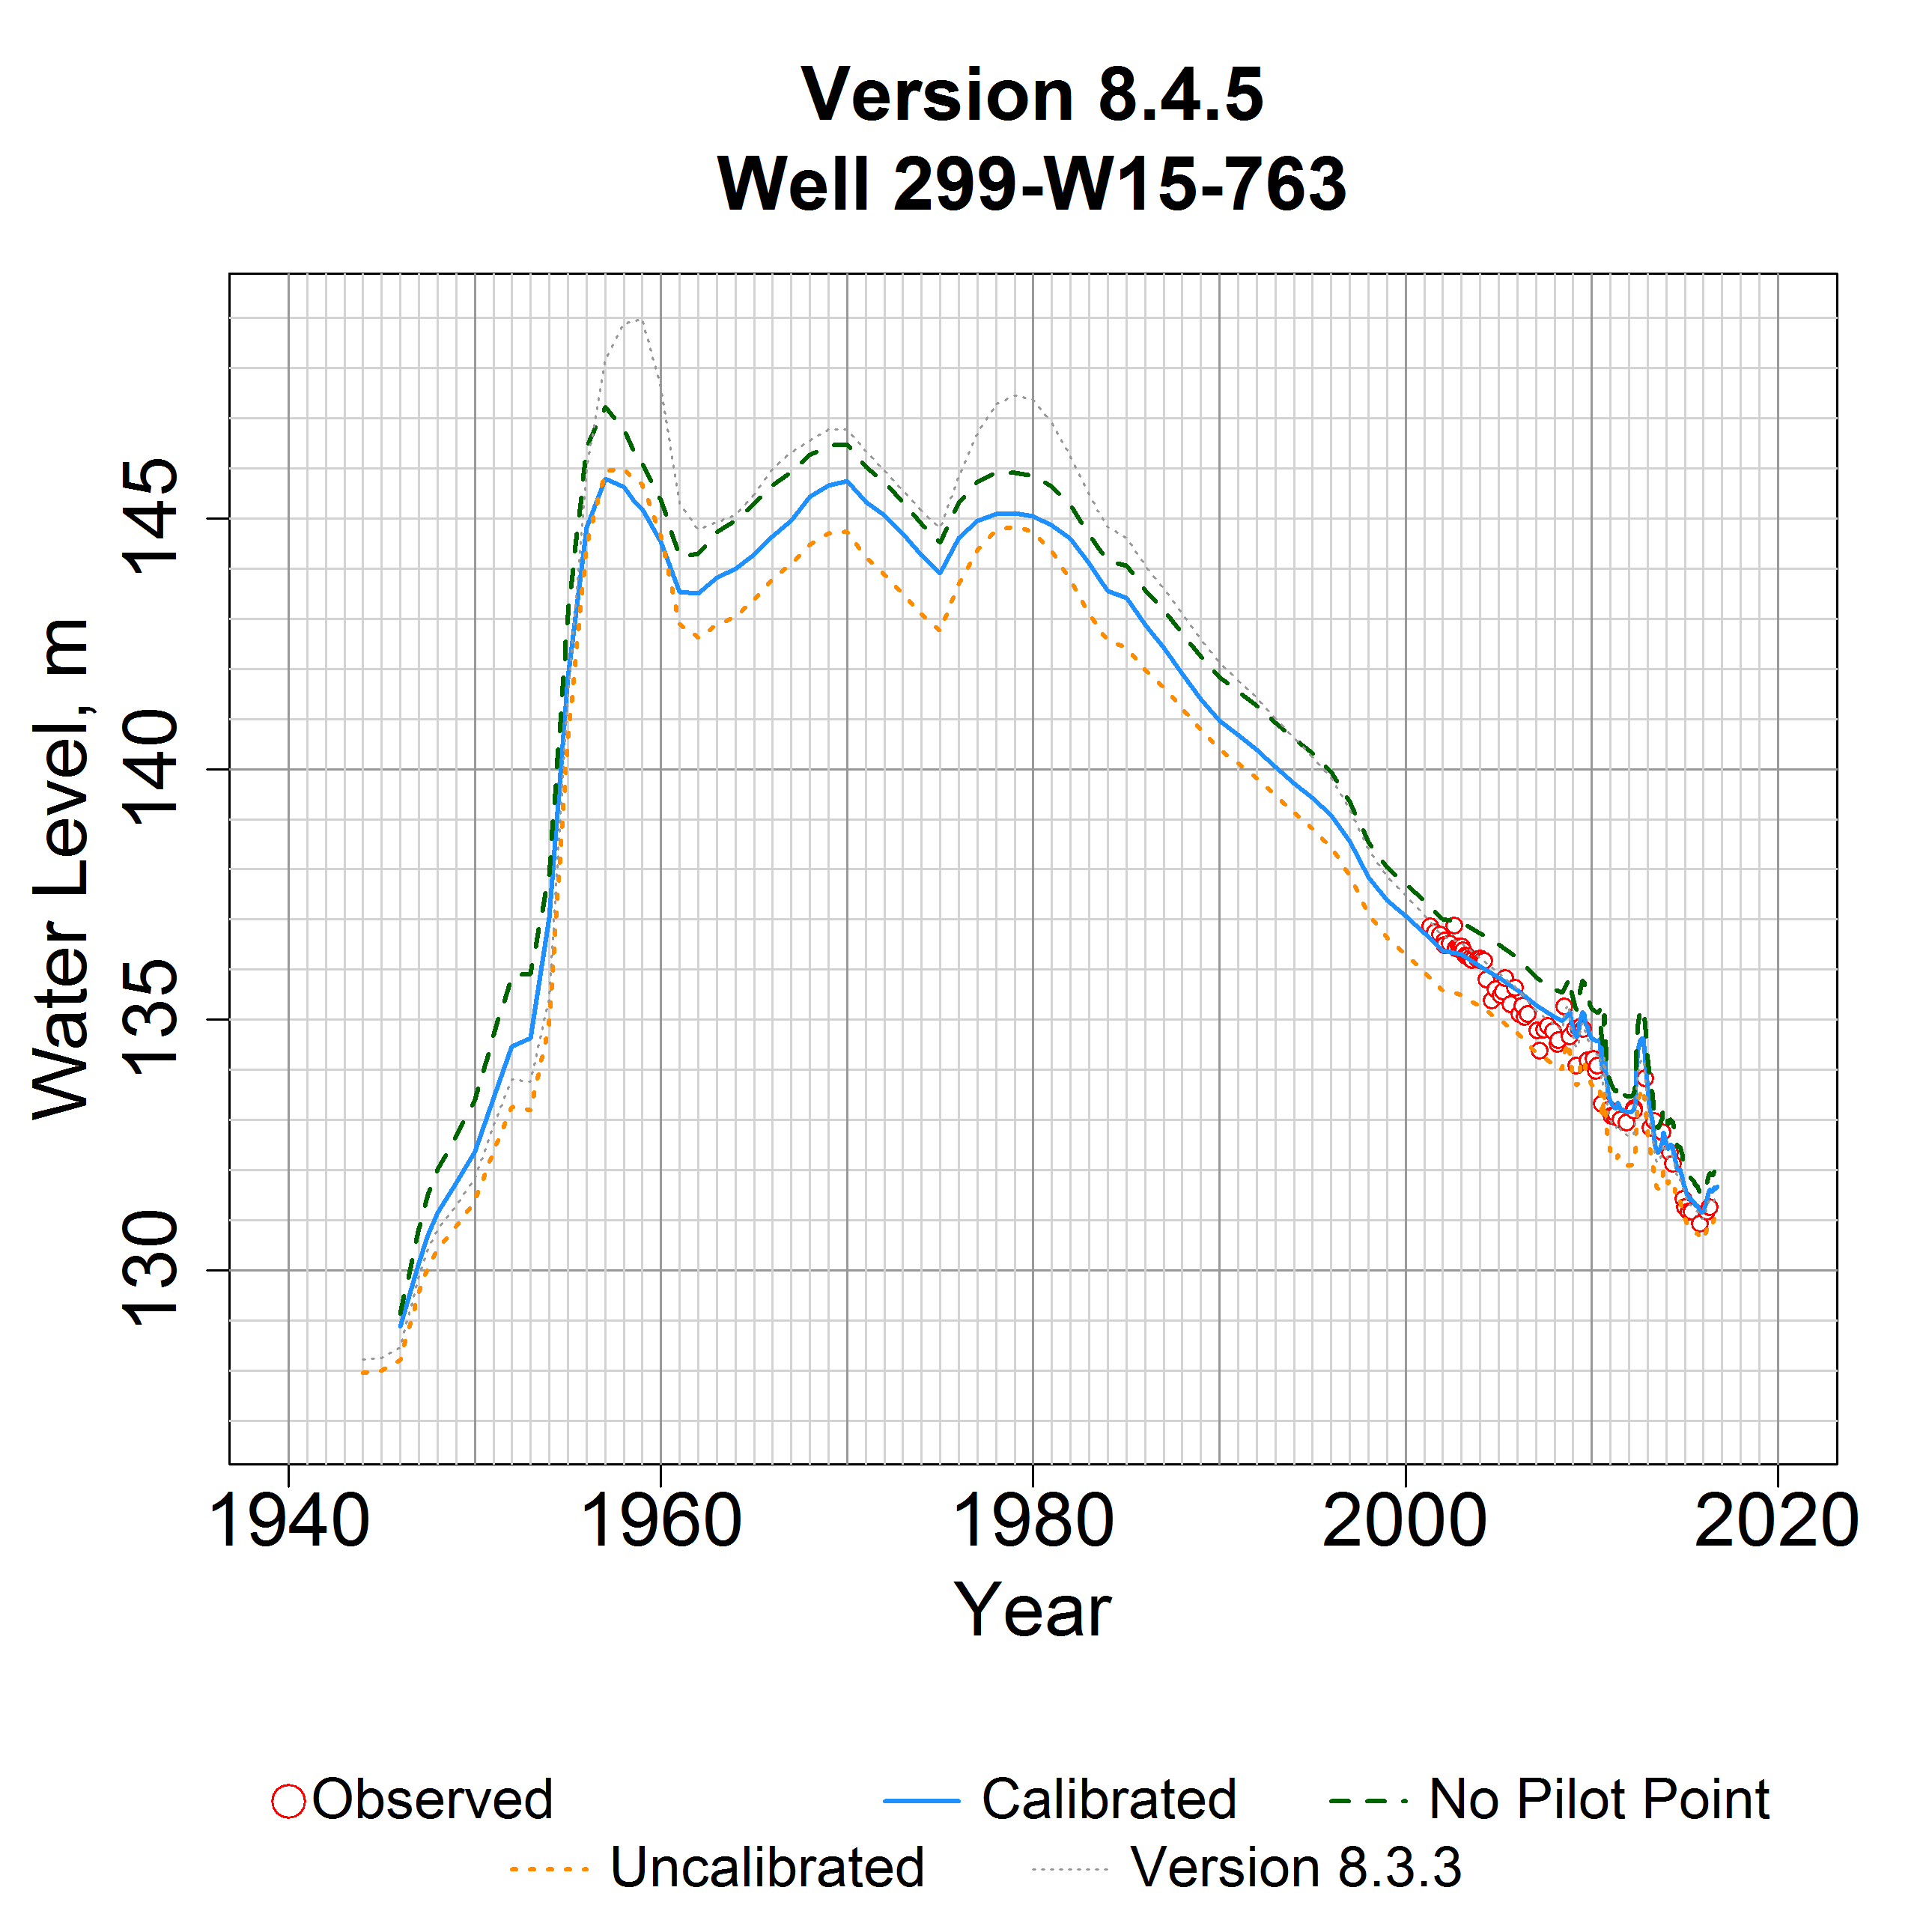 Version 8.4.5
Well 299-W15-763
Water Level, m
145
140
135
130
1940 1960 1980 2000 2020
Year
Observed Calibrated No Pilot Point
Uncalibrated Version 8.3.3